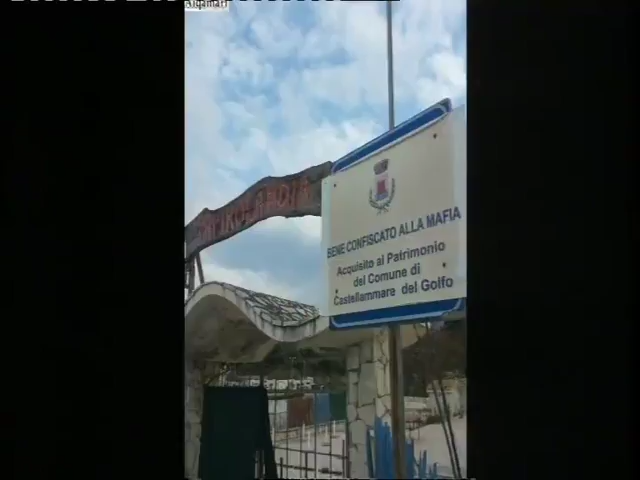 BENE CONFISCATO ALLA MAFIA
Acquisito al Patrimonio
del Comune di
Castellammare del Golfo